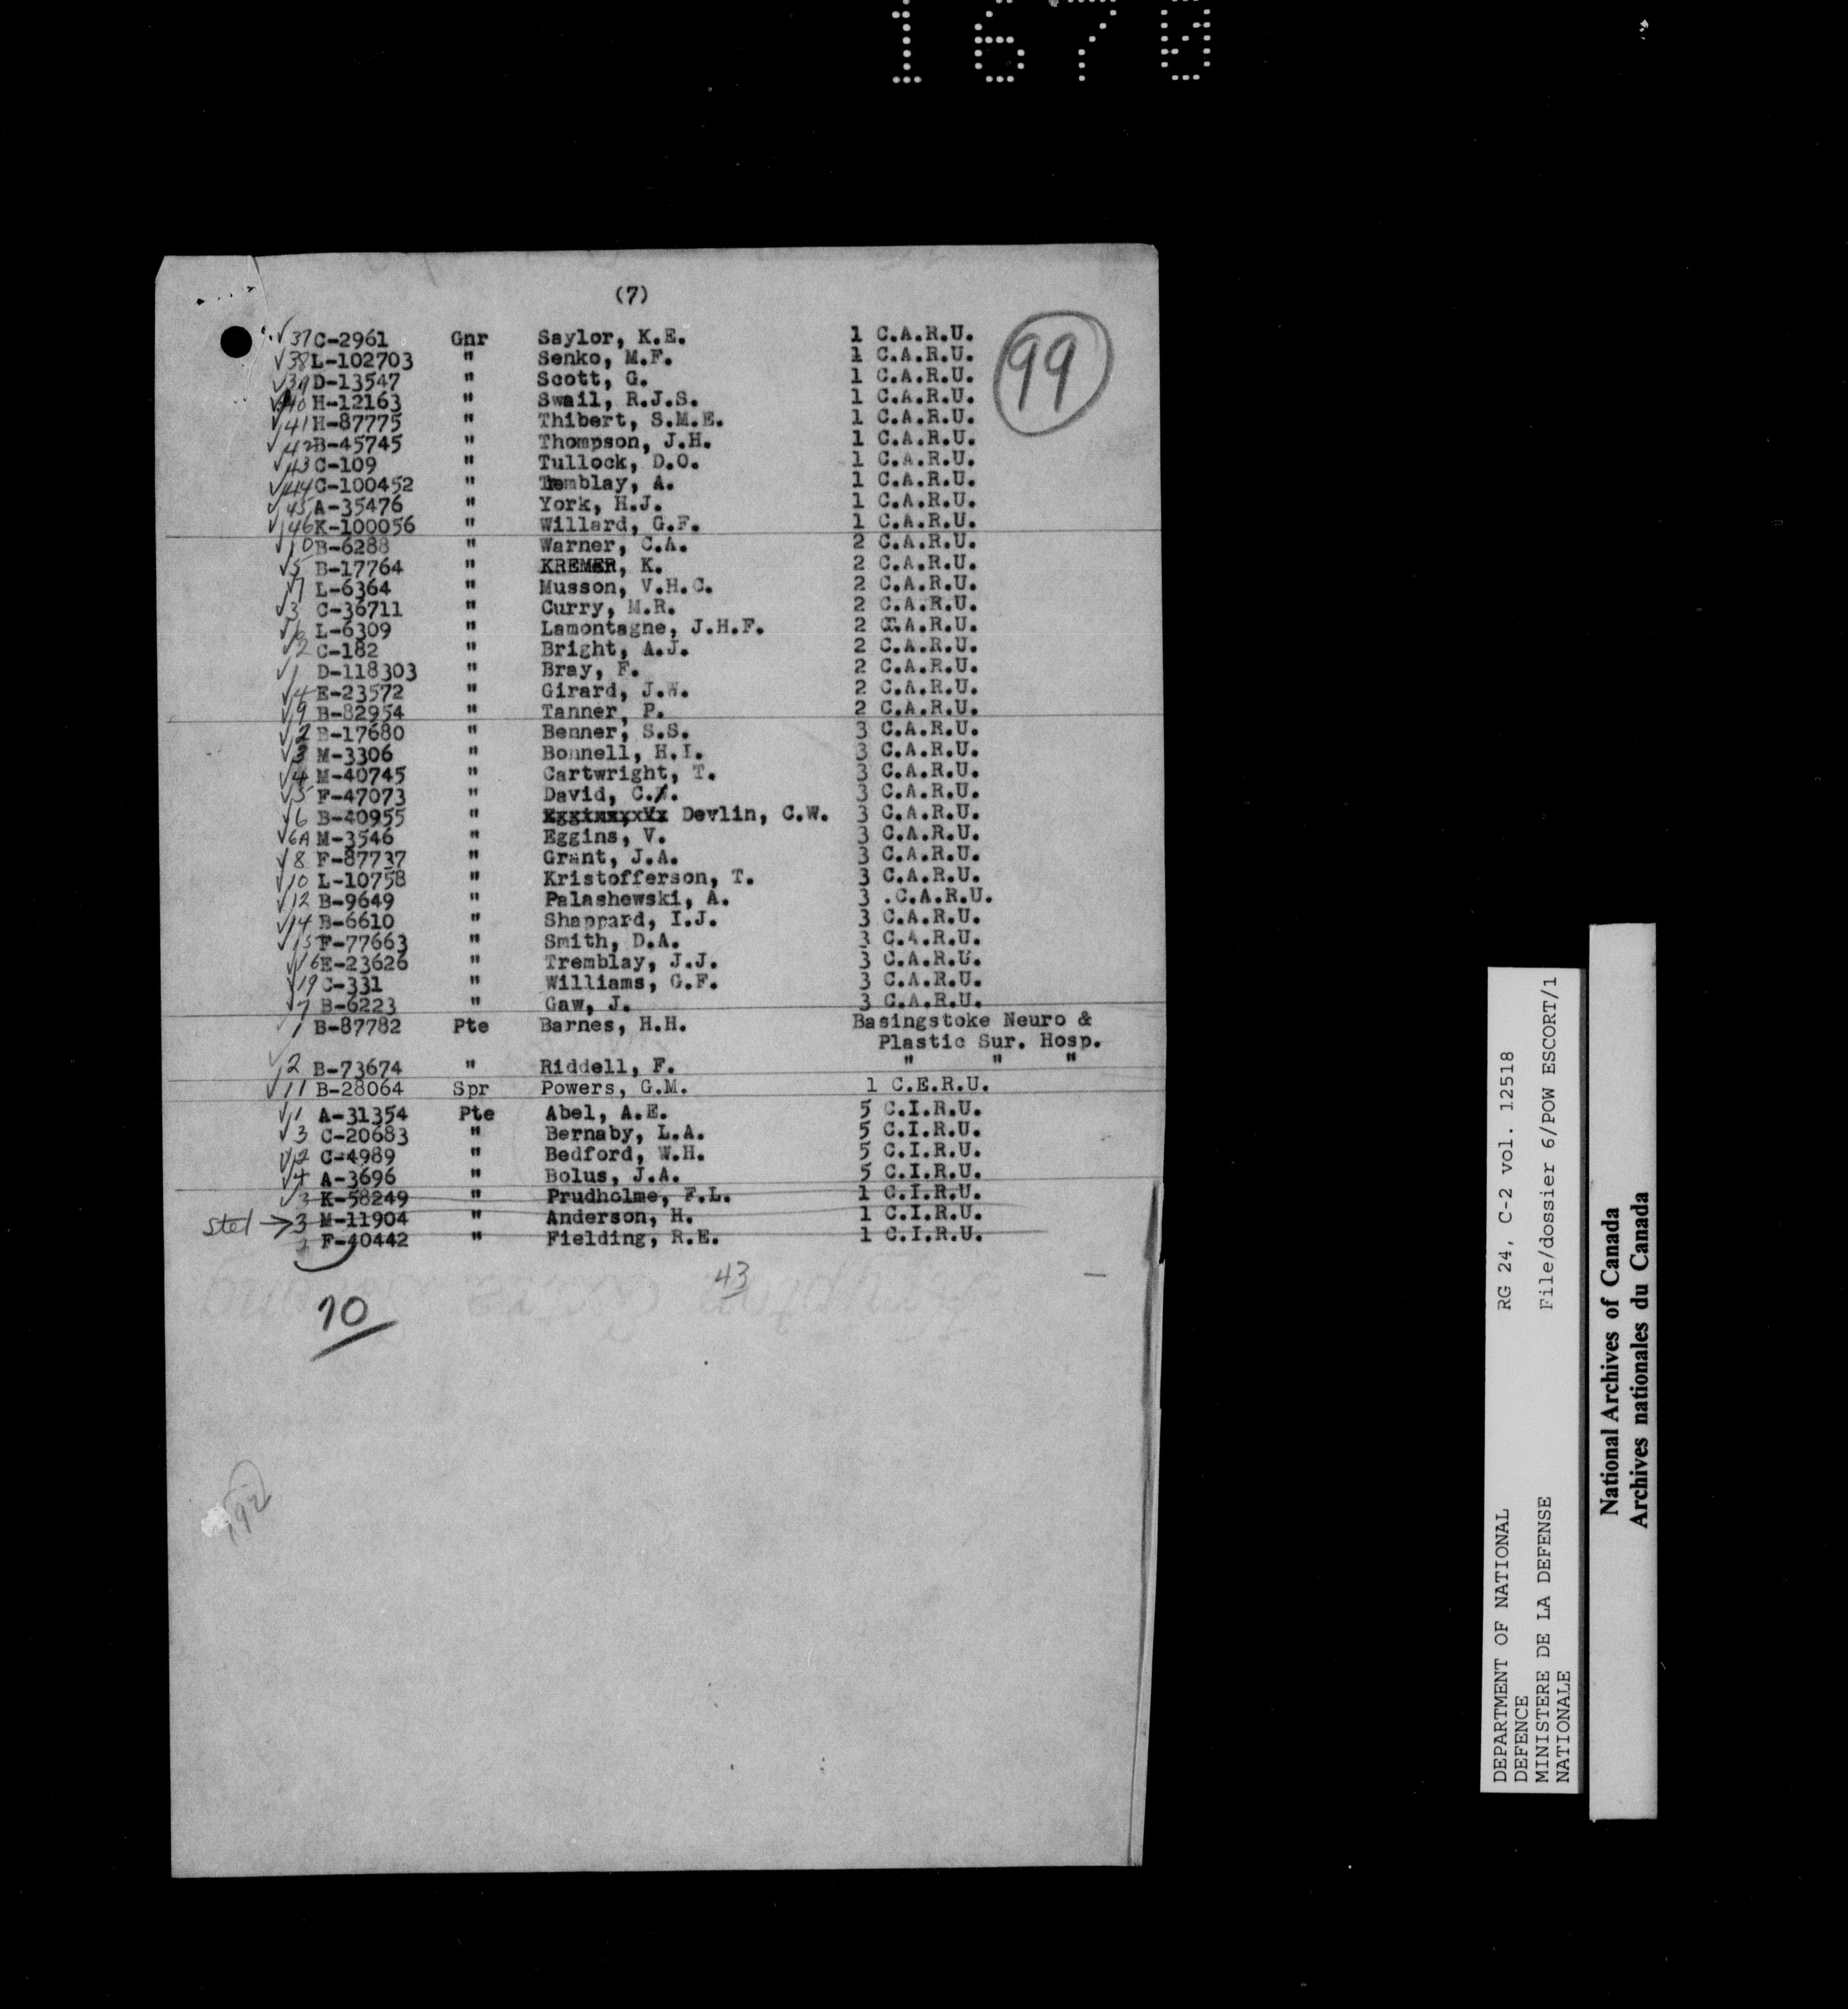 1670
(7)
99
✓37 C-2961 Gnr Saylor, K.E. 1 C.A.R.U.
✓38 L-102703 " Senko, M.F. 1 C.A.R.U.
✓39 D-13547 " Scott, G. 1 C.A.R.U.
✓40 H-12163 " Swail, R.J.S. 1 C.A.R.U.
✓41 H-87775 " Thibert, S.M.E. 1 C.A.R.U.
✓42 B-45745 " Thompson, J.H. 1 C.A.R.U.
✓43 C-109 " Tullock, D.O. 1 C.A.R.U.
✓44 C-100452 " Temblay, A. 1 C.A.R.U.
✓45 A-35476 " York, H.J. 1 C.A.R.U.
✓46 K-100056 " Willard, G.F. 1 C.A.R.U.
✓10 B-6288 " Warner, C.A. 2 C.A.R.U.
✓5 B-17764 " KREMER, K. 2 C.A.R.U.
✓7 L-6364 " Musson, V.H.C. 2 C.A.R.U.
✓3 C-36711 " Curry, M.R. 2 C.A.R.U.
✓6 L-6309 " Lamontagne, J.H.F. 2 C.A.R.U.
✓2 C-182 " Bright, A.J. 2 C.A.R.U.
✓1 D-118303 " Bray, F. 2 C.A.R.U.
✓4 E-23572 " Girard, J.W. 2 C.A.R.U.
✓9 B-82954 " Tanner, P. 2 C.A.R.U.
✓2 B-17680 " Benner, S.S. 3 C.A.R.U.
✓3 M-3306 " Bonnell, H.I. 3 C.A.R.U.
✓4 M-40745 " Cartwright, T. 3 C.A.R.U.
✓5 F-47073 " David, C. 3 C.A.R.U.
✓6 B-40955 " Devlin, C.W. 3 C.A.R.U.
✓6A M-3546 " Eggins, V. 3 C.A.R.U.
✓8 F-87737 " Grant, J.A. 3 C.A.R.U.
✓10 L-10758 " Kristofferson, T. 3 C.A.R.U.
✓12 B-9649 " Palashewski, A. 3 .C.A.R.U.
✓14 B-6610 " Shappard, I.J. 3 C.A.R.U.
✓15 F-77663 " Smith, D.A. 3 C.A.R.U.
✓16 E-23626 " Tremblay, J.J. 3 C.A.R.U.
✓19 C-331 " Williams, G.F. 3 C.A.R.U.
✓7 B-6223 " Gaw, J. 3 C.A.R.U.
✓1 B-87782 Pte Barnes, H.H. Basingstoke Neuro &
Plastic Sur. Hosp.
✓2 B-73674 " Riddell, F. " " "
✓11 B-28064 Spr Powers, G.M. 1 C.E.R.U.
✓1 A-31354 Pte Abel, A.E. 5 C.I.R.U.
✓3 C-20683 " Bernaby, L.A. 5 C.I.R.U.
✓2 C-4989 " Bedford, W.H. 5 C.I.R.U.
✓4 A-3696 " Bolus, J.A. 5 C.I.R.U.
✓3 K-58249 " Prudholme, F.L. 1 C.I.R.U.
Stel → 3 M-11904 " Anderson, H. 1 C.I.R.U.
F-40442 " Fielding, R.E. 1 C.I.R.U.
43
10
192
DEPARTMENT OF NATIONAL DEFENCE
MINISTERE DE LA DEFENSE NATIONALE
RG 24, C-2 vol. 12518
File/dossier 6/POW ESCORT/1
National Archives of Canada
Archives nationales du Canada